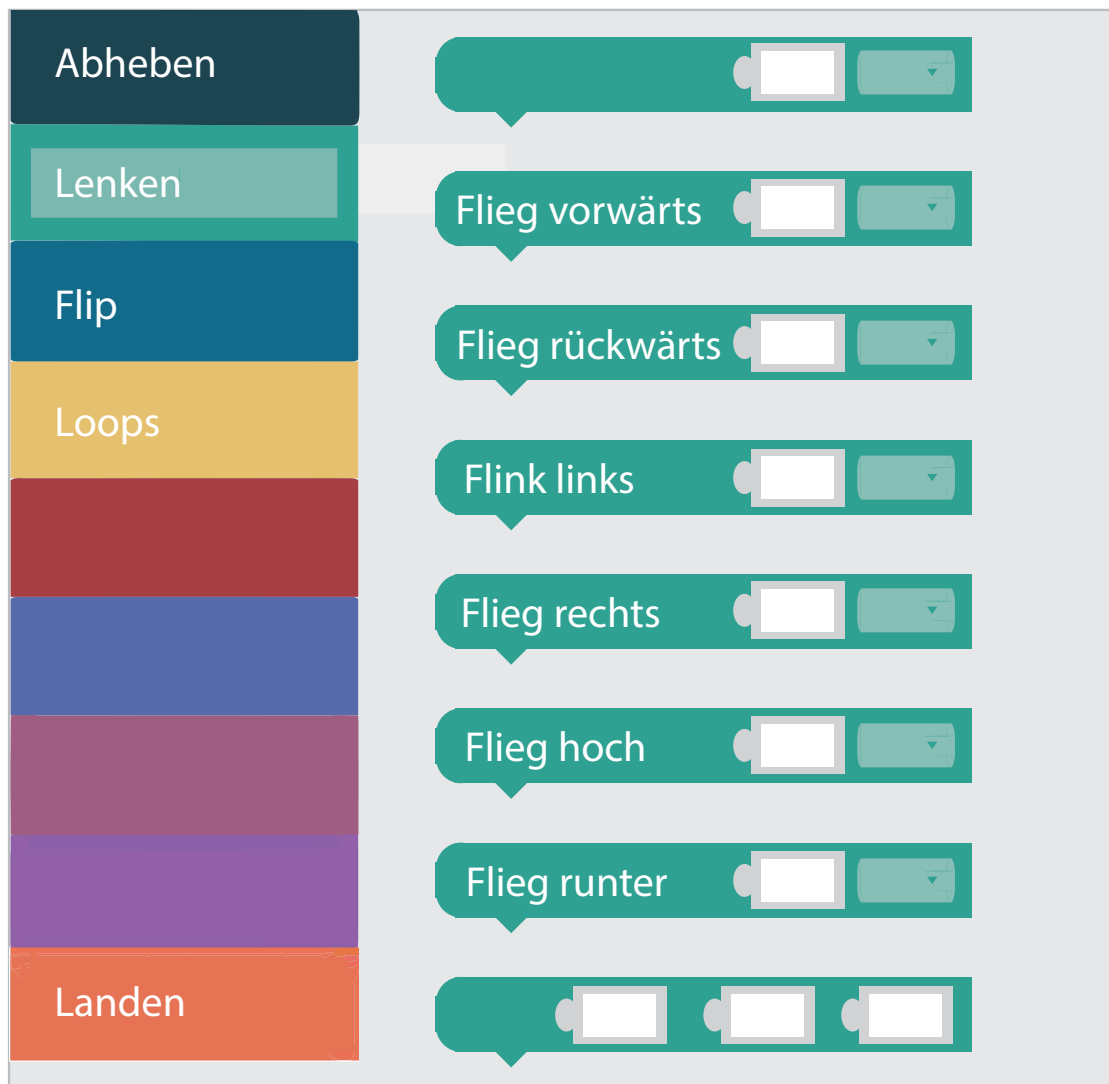 Abheben
Lenken
Flip
Loops
Landen
Flieg vorwärts
Flieg rückwärts
Flink links
Flieg rechts
Flieg hoch
Flieg runter